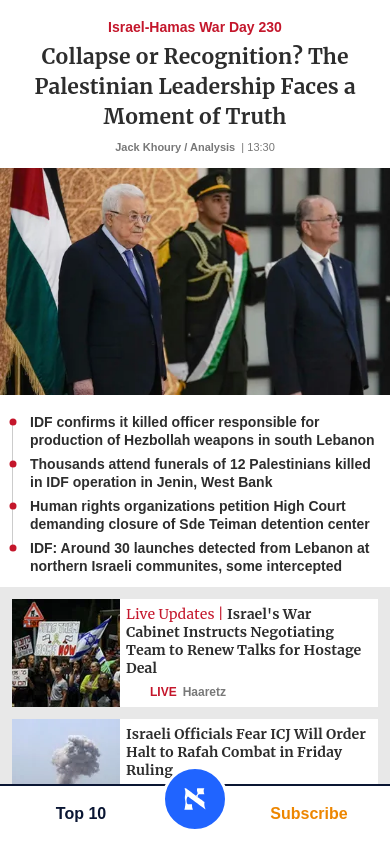 Israel-Hamas War Day 230
Collapse or Recognition? The
Palestinian Leadership Faces a
Moment of Truth
Jack Khoury / Analysis | 13:30
IDF confirms it killed officer responsible for
production of Hezbollah weapons in south Lebanon
Thousands attend funerals of 12 Palestinians killed
in IDF operation in Jenin, West Bank
Human rights organizations petition High Court
demanding closure of Sde Teiman detention center
IDF: Around 30 launches detected from Lebanon at
northern Israeli communites, some intercepted
Live Updates | Israel's War
Cabinet Instructs Negotiating
Team to Renew Talks for Hostage
Deal
LIVE Haaretz
NOW
Israeli Officials Fear ICJ Will Order
Halt to Rafah Combat in Friday
Ruling
Top 10
Subscribe